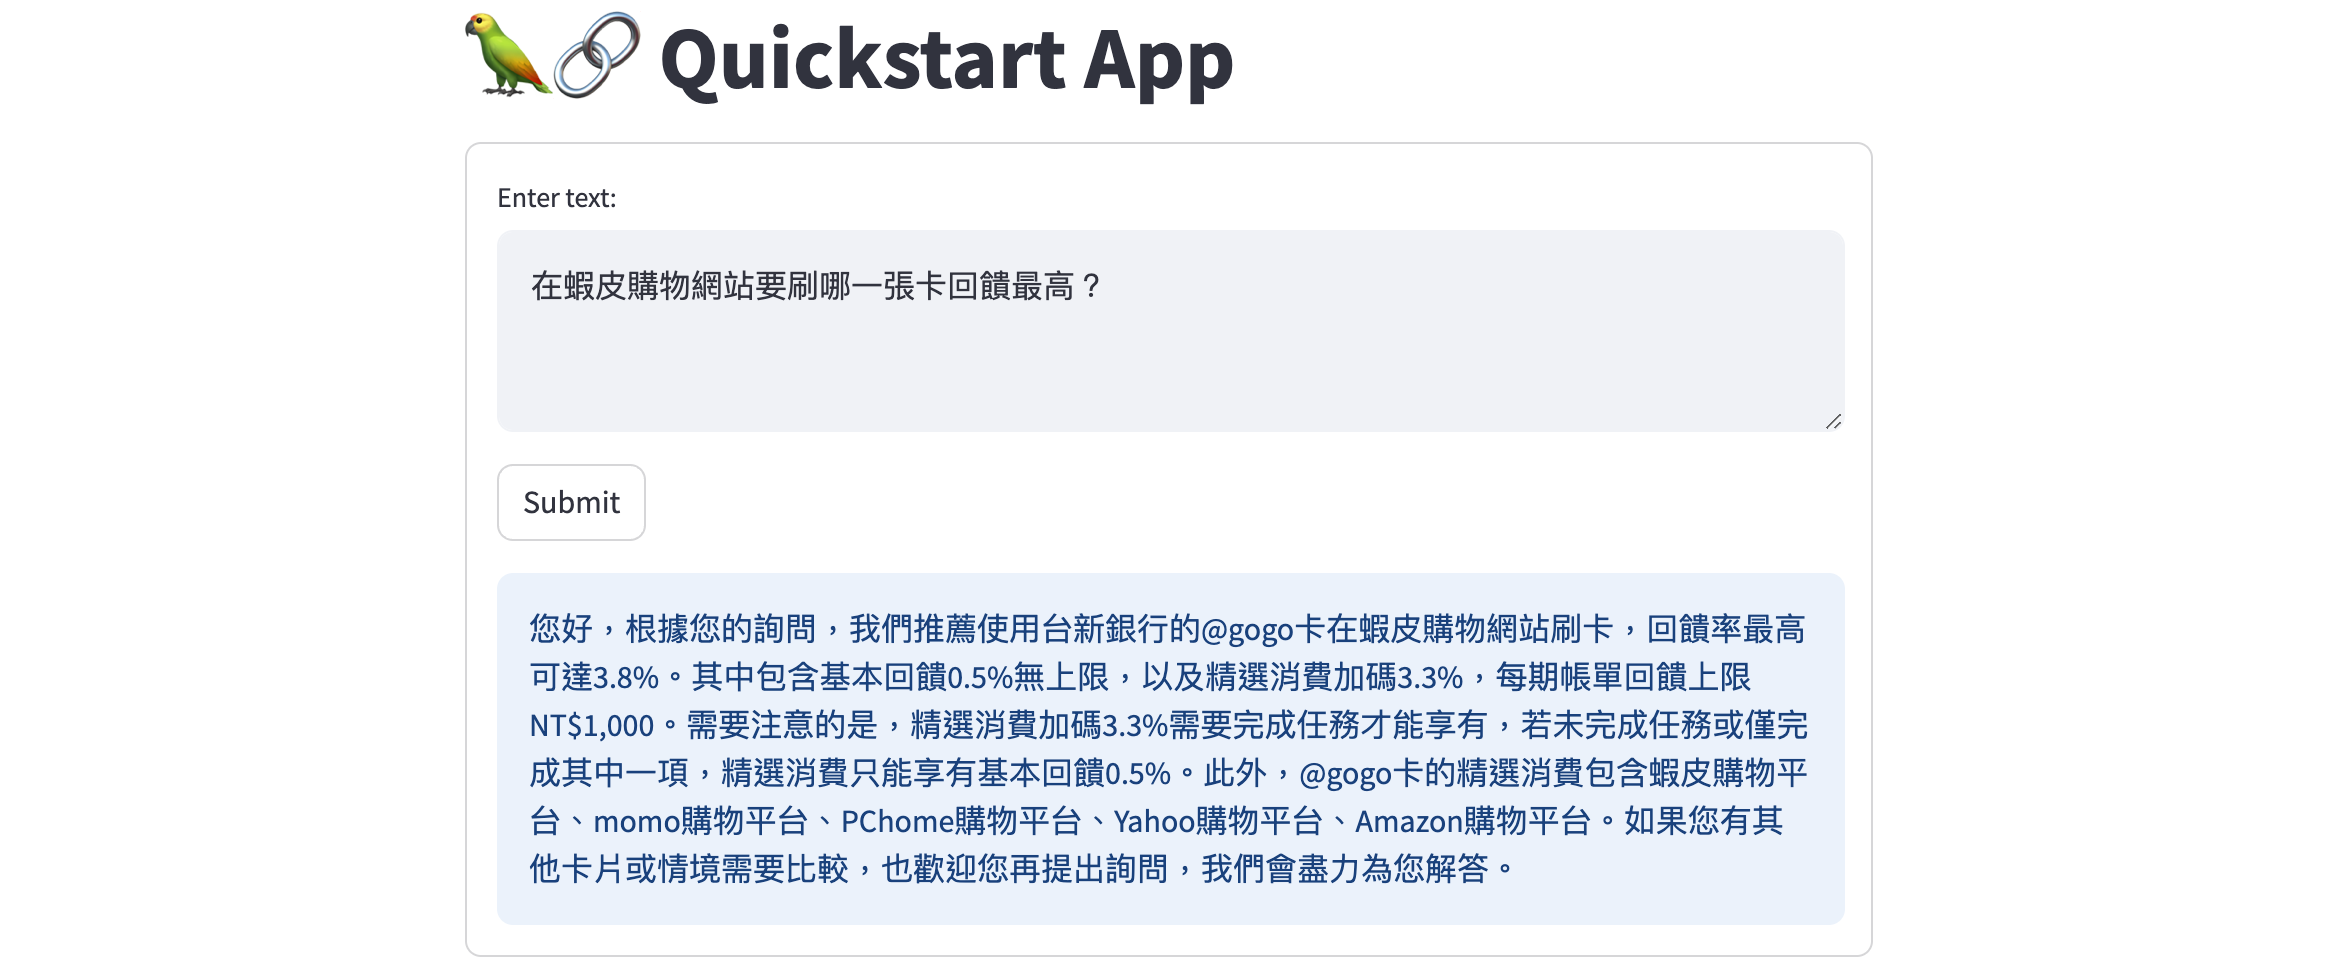 🦜🔗 Quickstart App
Enter text:
在蝦皮購物網站要刷哪一張卡回饋最高？
Submit
您好，根據您的詢問，我們推薦使用台新銀行的@gogo卡在蝦皮購物網站刷卡，回饋率最高
可達3.8%。其中包含基本回饋0.5%無上限，以及精選消費加碼3.3%，每期帳單回饋上限
NT$1,000。需要注意的是，精選消費加碼3.3%需要完成任務才能享有，若未完成任務或僅完
成其中一項，精選消費只能享有基本回饋0.5%。此外，@gogo卡的精選消費包含蝦皮購物平
台、momo購物平台、PChome購物平台、Yahoo購物平台、Amazon購物平台。如果您有其
他卡片或情境需要比較，也歡迎您再提出詢問，我們會盡力為您解答。